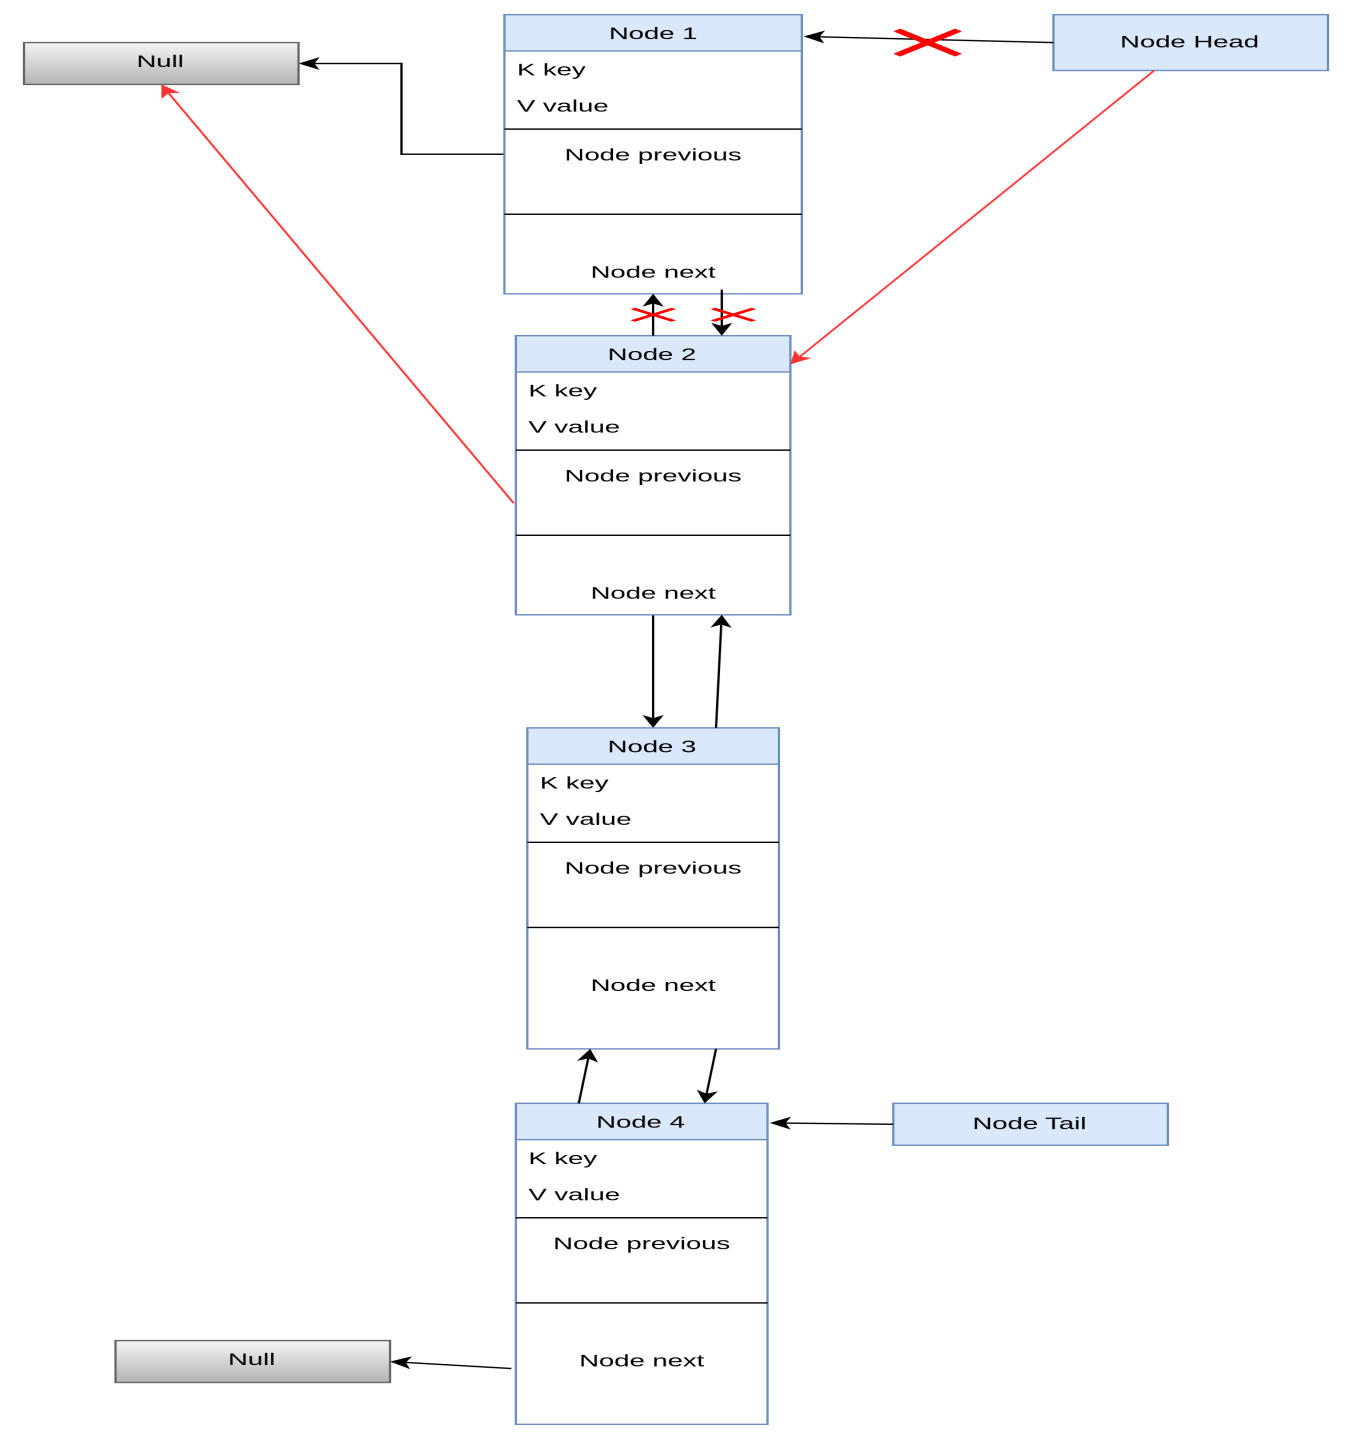 Node 1
Node Head
Null
K key
V value
Node previous
Node next
Node 2
K key
V value
Node previous
Node next
Node 3
K key
V value
Node previous
Node next
Node 4
Node Tail
K key
V value
Node previous
Null
Node next